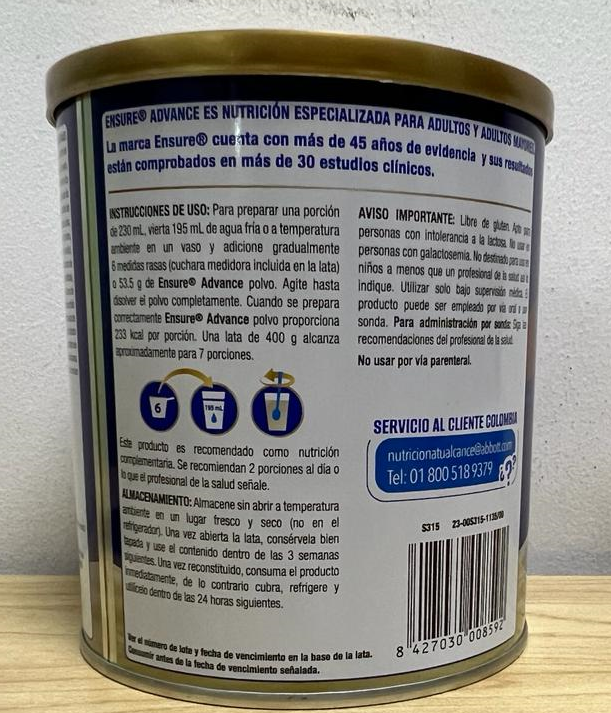 ENSURE® ADVANCE ES NUTRICIÓN ESPECIALIZADA PARA ADULTOS Y ADULTOS MAYORES.
La marca Ensure® cuenta con más de 45 años de evidencia y sus resultados
están comprobados en más de 30 estudios clínicos.
INSTRUCCIONES DE USO: Para preparar una porción
de 230 mL, vierta 195 mL de agua fría o a temperatura
ambiente en un vaso y adicione gradualmente
6 medidas rasas (cuchara medidora incluida en la lata)
o 53.5 g de Ensure® Advance polvo. Agite hasta
disolver el polvo completamente. Cuando se prepara
correctamente Ensure® Advance polvo proporciona
233 kcal por porción. Una lata de 400 g alcanza
aproximadamente para 7 porciones.
6
195 mL
Este producto es recomendado como nutrición
complementaria. Se recomiendan 2 porciones al día o
lo que el profesional de la salud señale.
ALMACENAMIENTO: Almacene sin abrir a temperatura
ambiente en un lugar fresco y seco (no en el
refrigerador). Una vez abierta la lata, consérvela bien
tapada y use el contenido dentro de las 3 semanas
siguientes. Una vez reconstituido, consuma el producto
inmediatamente, de lo contrario cubra, refrigere y
utilícelo dentro de las 24 horas siguientes.
Ver el número de lote y fecha de vencimiento en la base de la lata.
Consumir antes de la fecha de vencimiento señalada.
AVISO IMPORTANTE: Libre de gluten. Apto para
personas con intolerancia a la lactosa. No usar en
personas con galactosemia. No destinado para uso en
niños a menos que un profesional de la salud así lo
indique. Utilizar solo bajo supervisión médica. El
producto puede ser empleado por vía oral o por
sonda. Para administración por sonda: Siga las
recomendaciones del profesional de la salud.
No usar por vía parenteral.
SERVICIO AL CLIENTE COLOMBIA
nutricionatualcance@abbott.com
Tel: 01 800 518 9379
¿??
S315 23-00S315-1135/00
8 427030 008592